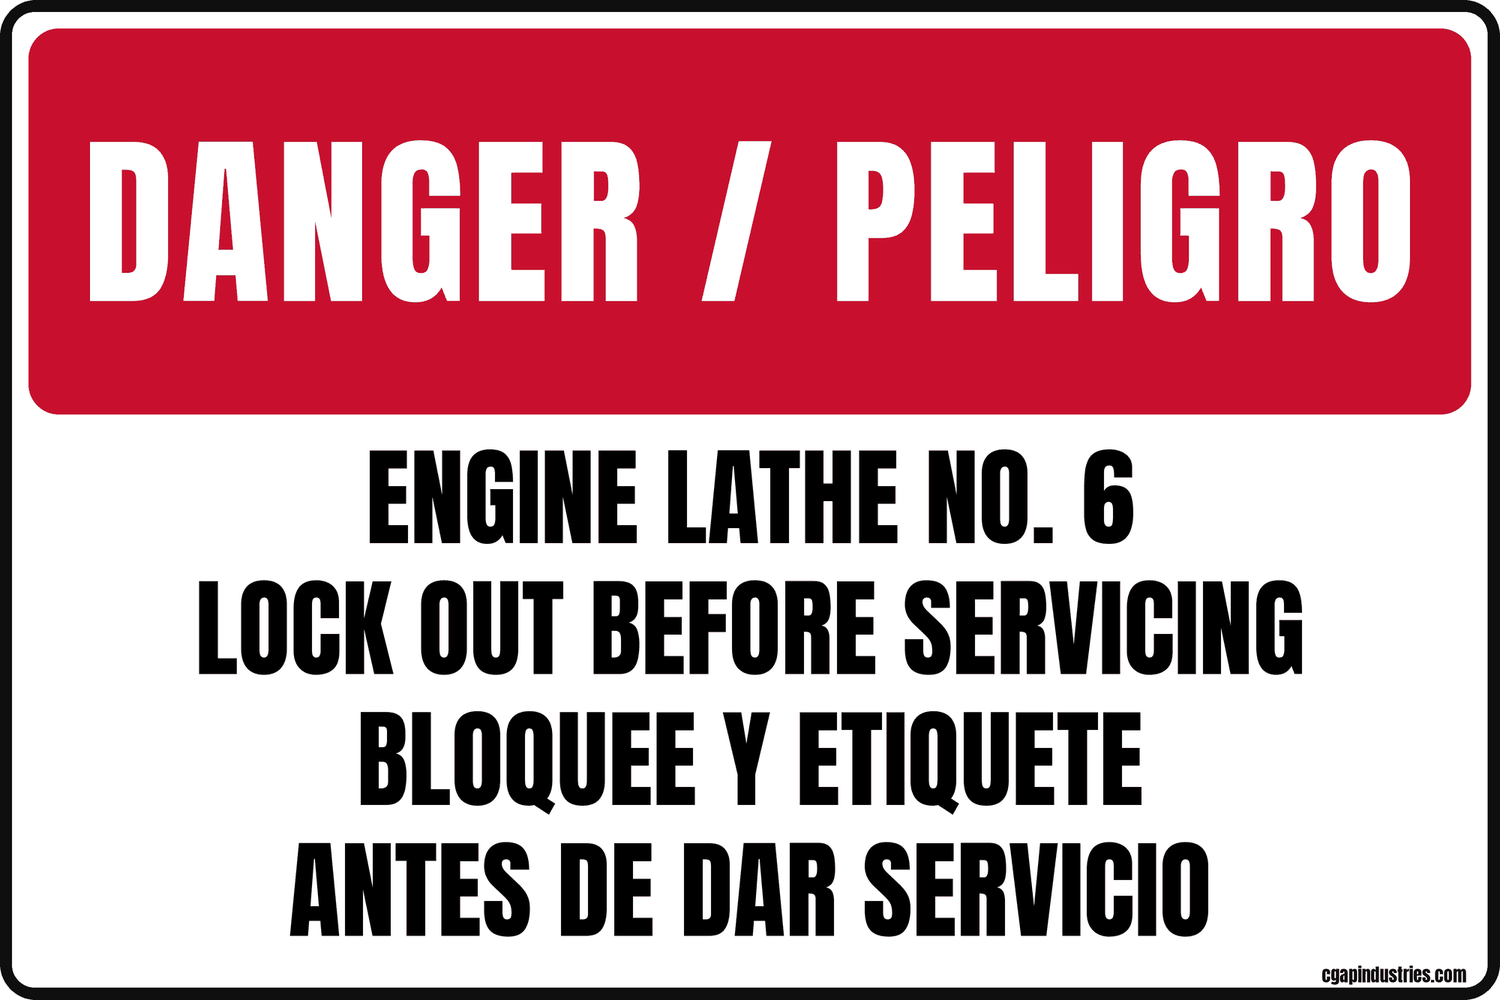 DANGER / PELIGRO
ENGINE LATHE NO. 6
LOCK OUT BEFORE SERVICING
BLOQUEE Y ETIQUETE
ANTES DE DAR SERVICIO
cgapindustries.com